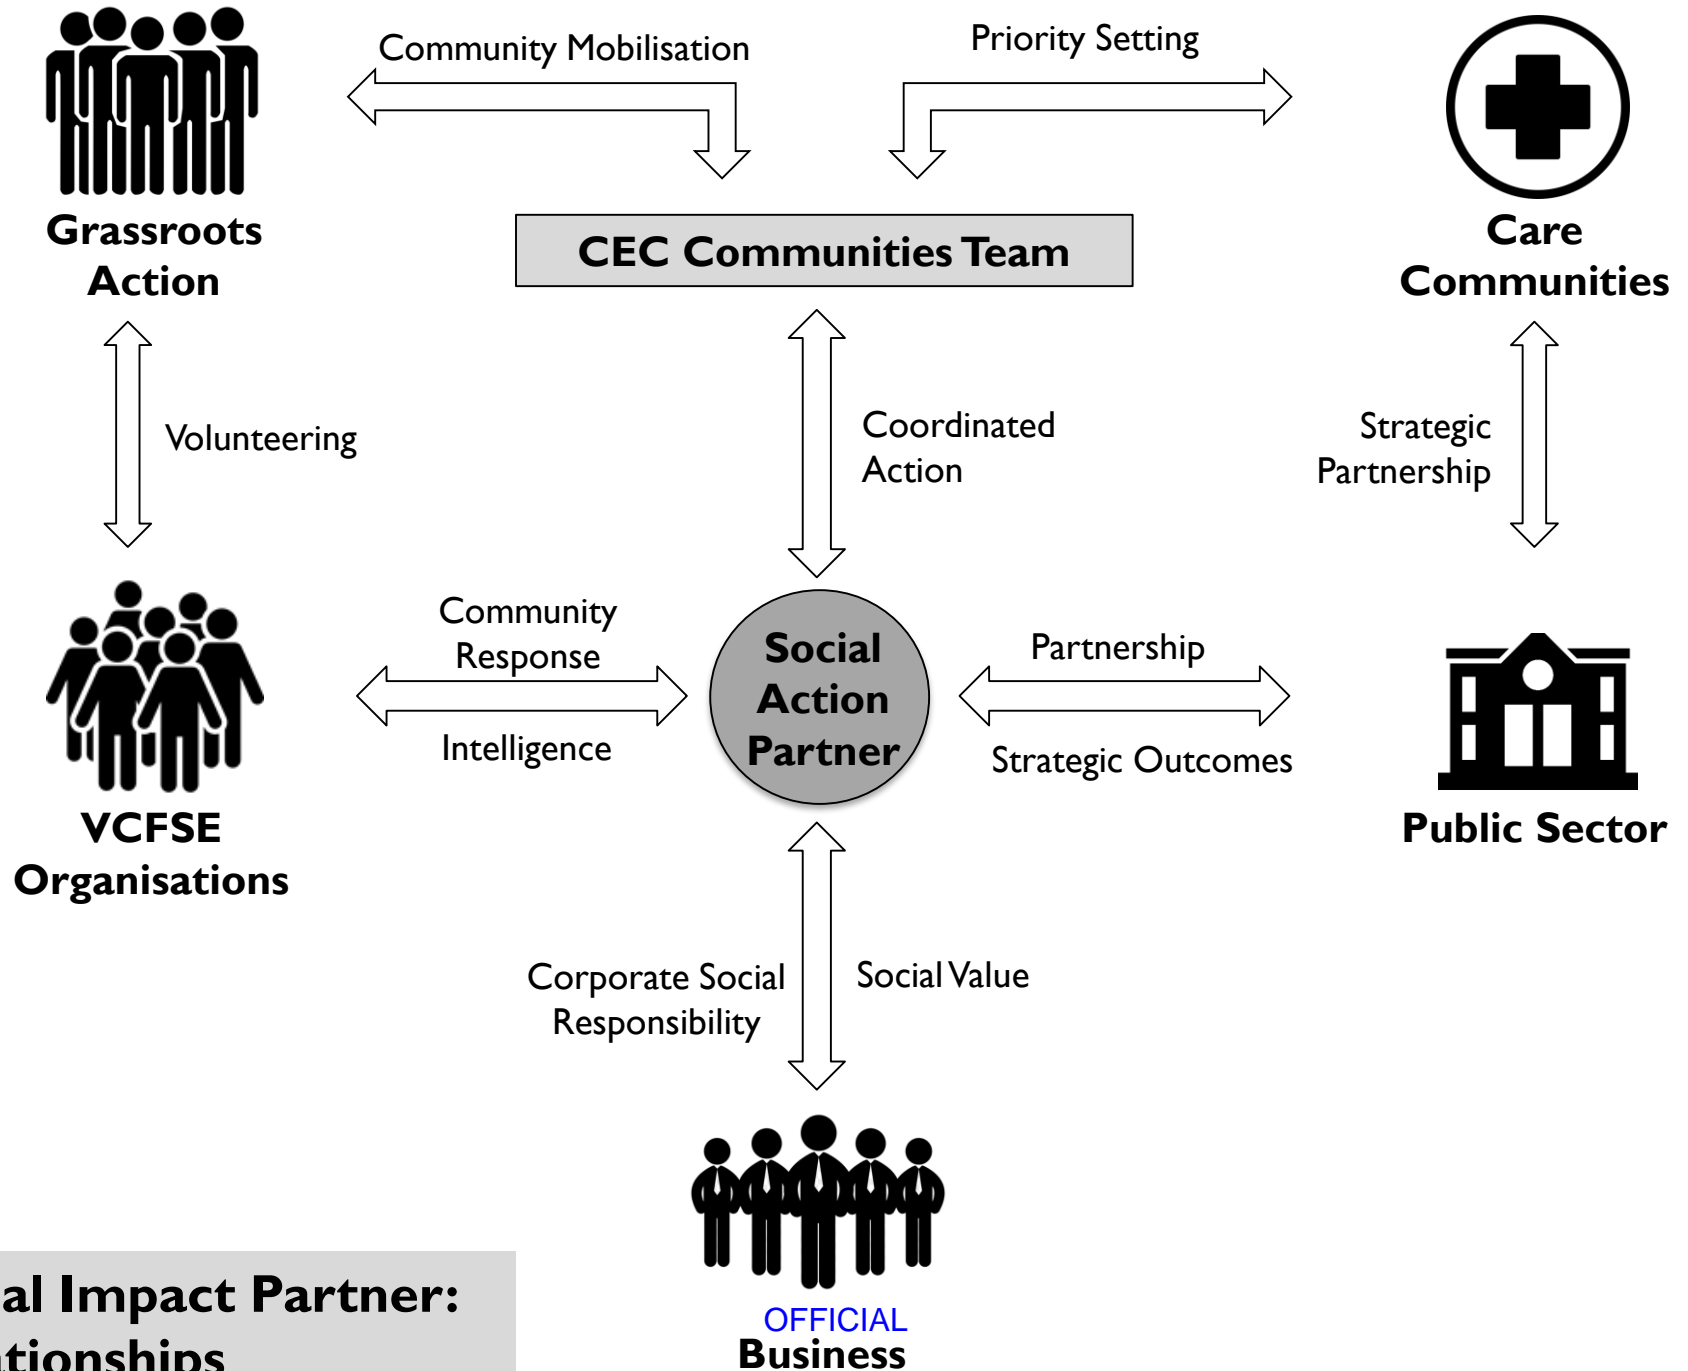 Community Mobilisation
Priority Setting
Grassroots
Action
CEC Communities Team
Care
Communities
Volunteering
Coordinated
Action
Strategic
Partnership
Community
Response
Intelligence
Social
Action
Partner
Partnership
Strategic Outcomes
VCFSE
Organisations
Public Sector
Corporate Social
Responsibility
Social Value
al Impact Partner:
ationships
OFFICIAL
Business